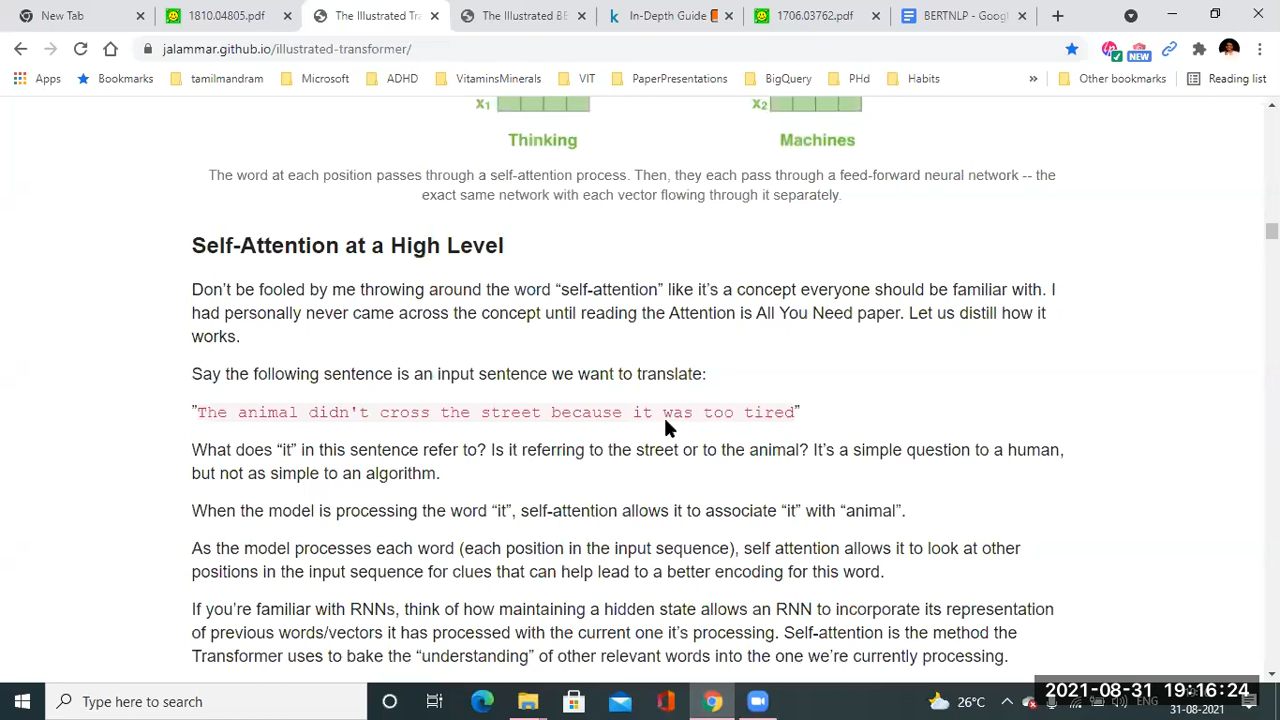 New Tab
1810.04805.pdf
The Illustrated Tra
The Illustrated BE
In-Depth Guide
1706.03762.pdf
BERTNLP - Goog
jalammar.github.io/illustrated-transformer/
NEW
Apps
Bookmarks
tamilmandram
Microsoft
ADHD
VitaminsMinerals
VIT
PaperPresentations
BigQuery
PHd
Habits
»
Other bookmarks
Reading list
x1
x2
Thinking
Machines
The word at each position passes through a self-attention process. Then, they each pass through a feed-forward neural network -- the
exact same network with each vector flowing through it separately.
Self-Attention at a High Level
Don’t be fooled by me throwing around the word “self-attention” like it’s a concept everyone should be familiar with. I
had personally never came across the concept until reading the Attention is All You Need paper. Let us distill how it
works.
Say the following sentence is an input sentence we want to translate:
”The animal didn't cross the street because it was too tired”
What does “it” in this sentence refer to? Is it referring to the street or to the animal? It’s a simple question to a human,
but not as simple to an algorithm.
When the model is processing the word “it”, self-attention allows it to associate “it” with “animal”.
As the model processes each word (each position in the input sequence), self attention allows it to look at other
positions in the input sequence for clues that can help lead to a better encoding for this word.
If you’re familiar with RNNs, think of how maintaining a hidden state allows an RNN to incorporate its representation
of previous words/vectors it has processed with the current one it’s processing. Self-attention is the method the
Transformer uses to bake the “understanding” of other relevant words into the one we’re currently processing.
Type here to search
26°C
ENG
2021-08-31 19:16:24
31-08-2021